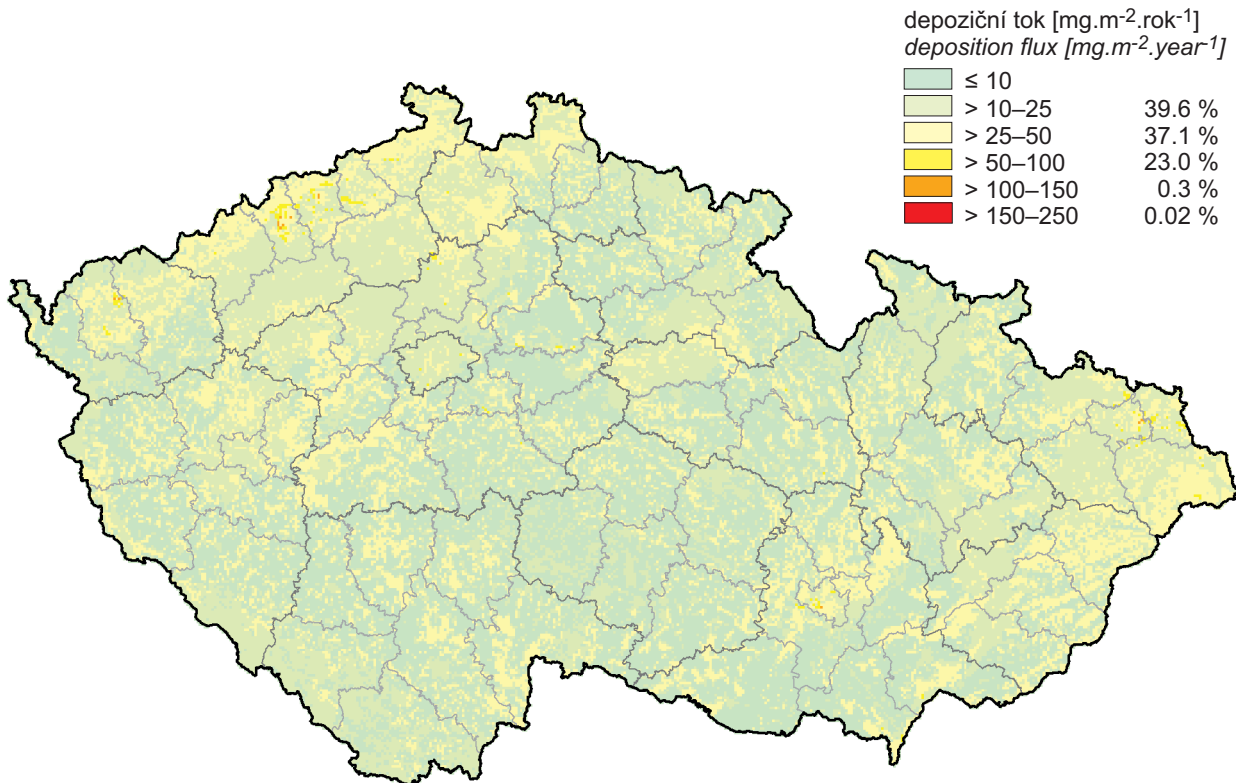 depoziční tok [mg.m-2.rok-1]
deposition flux [mg.m-2.year-1]
≤ 10
> 10–25 39.6 %
> 25–50 37.1 %
> 50–100 23.0 %
> 100–150 0.3 %
> 150–250 0.02 %